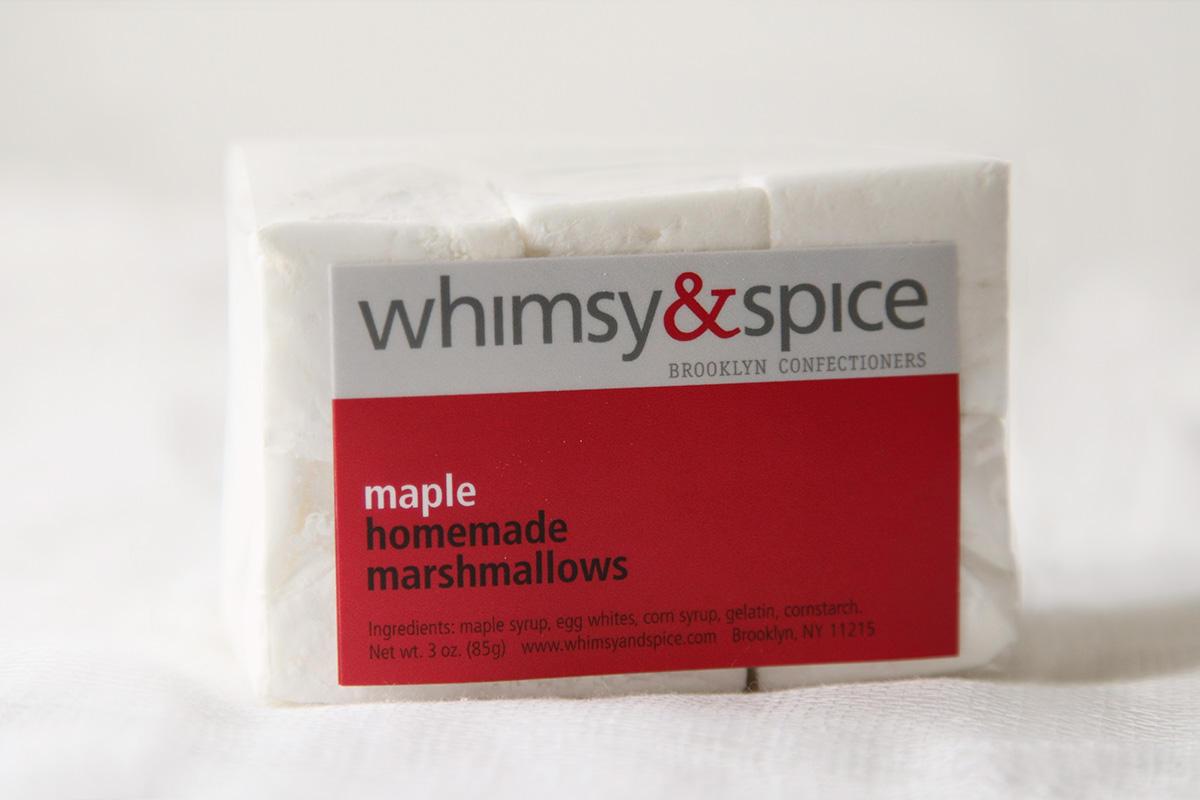 whimsy&spice
BROOKLYN CONFECTIONERS
maple
homemade
marshmallows
Ingredients: maple syrup, egg whites, corn syrup, gelatin, cornstarch.
Net wt. 3 oz. (85g) www.whimsyandspice.com Brooklyn, NY 11215